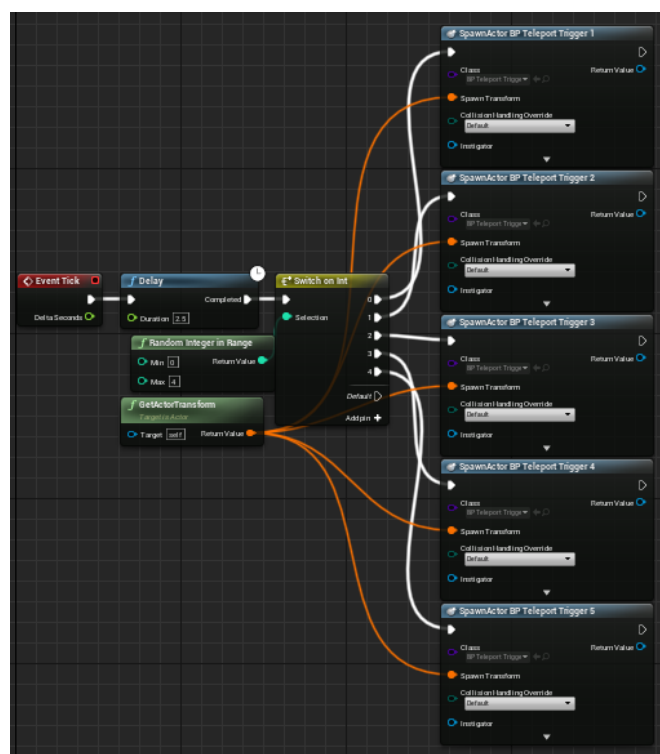 Event Tick
Delta Seconds
Delay
Completed
Duration 2.5
Random Integer in Range
Min 0
Return Value
Max 4
GetActorTransform
Target is Actor
Target self
Return Value
Switch on Int
Selection
0
1
2
3
4
Default
Add pin +
SpawnActor BP Teleport Trigger 1
Class
Return Value
BP Teleport Trigge
Spawn Transform
Collision Handling Override
Default
Instigator
SpawnActor BP Teleport Trigger 2
Class
Return Value
BP Teleport Trigge
Spawn Transform
Collision Handling Override
Default
Instigator
SpawnActor BP Teleport Trigger 3
Class
Return Value
BP Teleport Trigge
Spawn Transform
Collision Handling Override
Default
Instigator
SpawnActor BP Teleport Trigger 4
Class
Return Value
BP Teleport Trigge
Spawn Transform
Collision Handling Override
Default
Instigator
SpawnActor BP Teleport Trigger 5
Class
Return Value
BP Teleport Trigge
Spawn Transform
Collision Handling Override
Default
Instigator